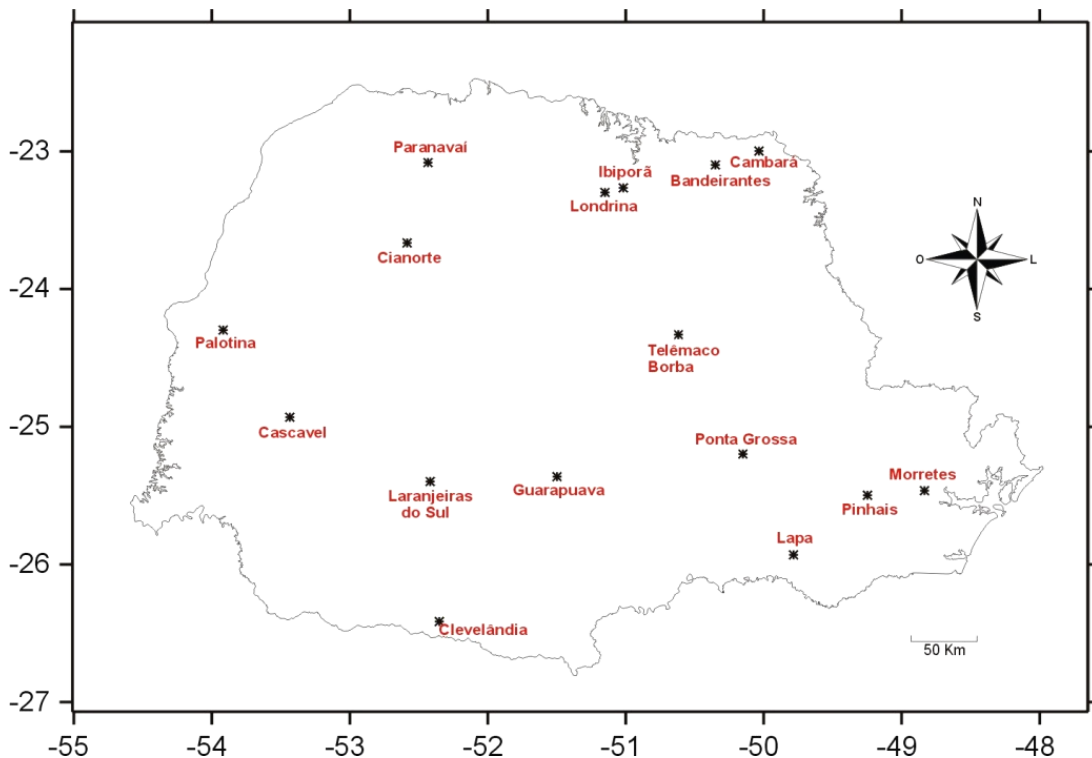 -23
-24
-25
-26
-27
Paranavaí
Ibiporã
Londrina
Cambará
Bandeirantes
Cianorte
N
O
L
S
Palotina
Telêmaco
Borba
Cascavel
Ponta Grossa
Laranjeiras
do Sul
Guarapuava
Morretes
Pinhais
Lapa
Clevelândia
50 Km
-55 -54 -53 -52 -51 -50 -49 -48